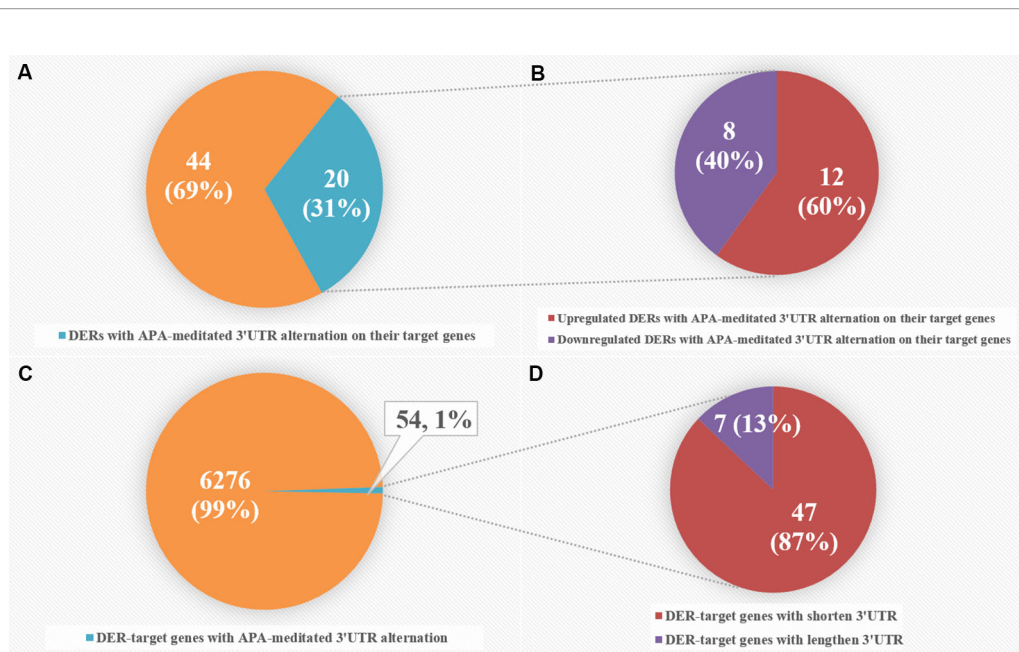 A
44
(69%)
20
(31%)
DERs with APA-meditated 3'UTR alternation on their target genes
B
8
(40%)
12
(60%)
Upregulated DERs with APA-meditated 3'UTR alternation on their target genes
Downregulated DERs with APA-meditated 3'UTR alternation on their target genes
C
54, 1%
6276
(99%)
DER-target genes with APA-meditated 3'UTR alternation
D
7 (13%)
47
(87%)
DER-target genes with shorten 3'UTR
DER-target genes with lengthen 3'UTR